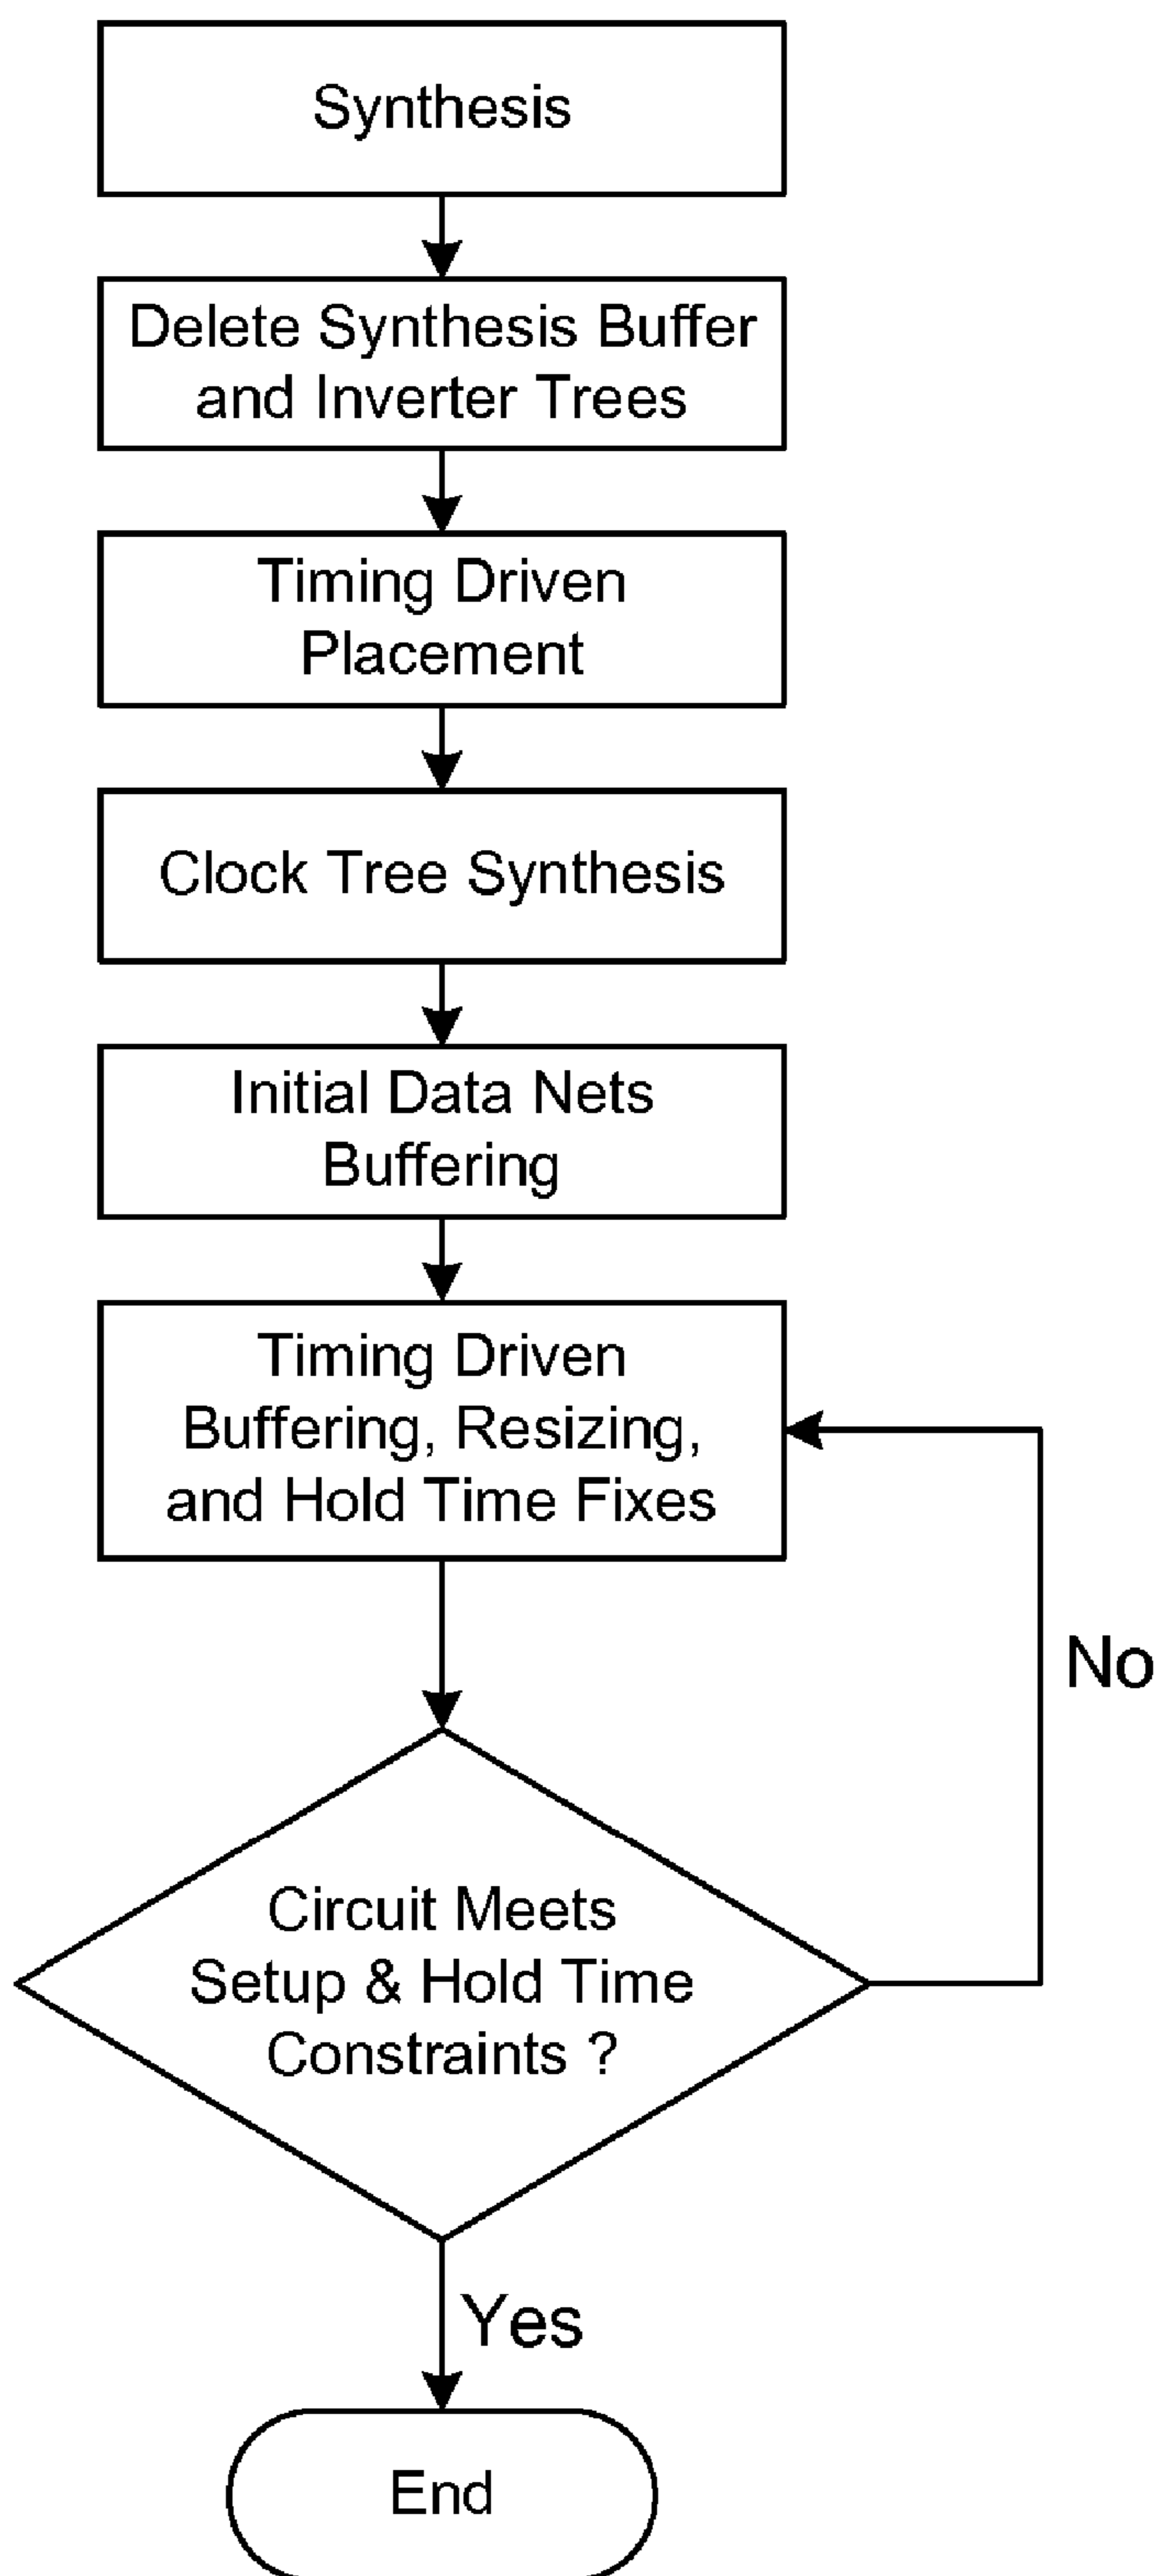 Synthesis
Delete Synthesis Buffer
and Inverter Trees
Timing Driven
Placement
Clock Tree Synthesis
Initial Data Nets
Buffering
Timing Driven
Buffering, Resizing,
and Hold Time Fixes
No
Circuit Meets
Setup & Hold Time
Constraints ?
Yes
End